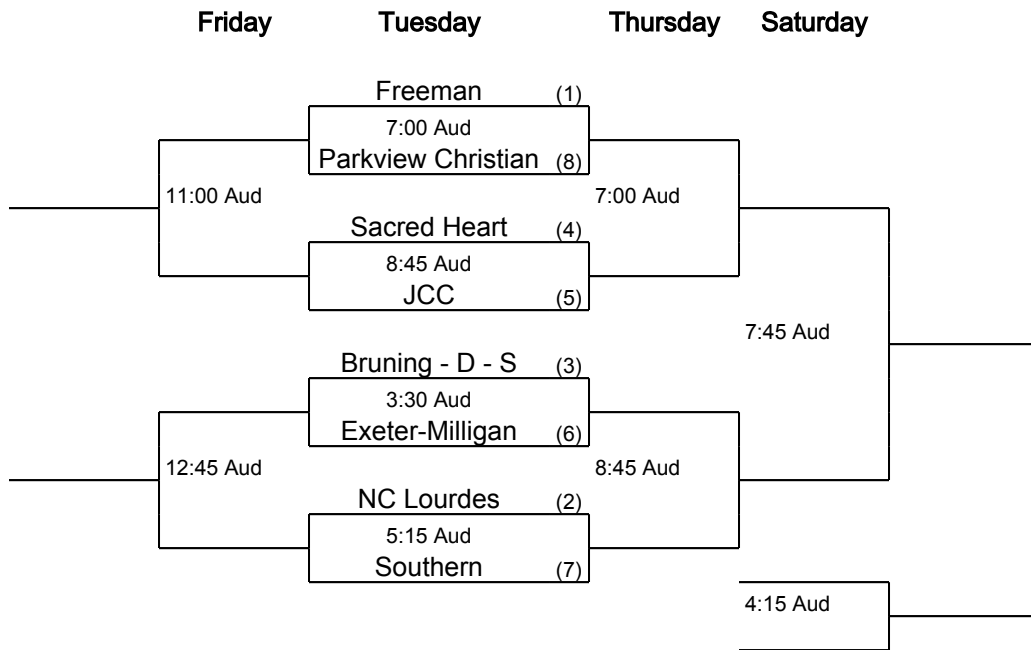 Friday Tuesday Thursday Saturday
Freeman (1)
7:00 Aud
Parkview Christian (8)
11:00 Aud 7:00 Aud
Sacred Heart (4)
8:45 Aud
JCC (5)
7:45 Aud
Bruning - D - S (3)
3:30 Aud
Exeter-Milligan (6)
12:45 Aud 8:45 Aud
NC Lourdes (2)
5:15 Aud
Southern (7)
4:15 Aud